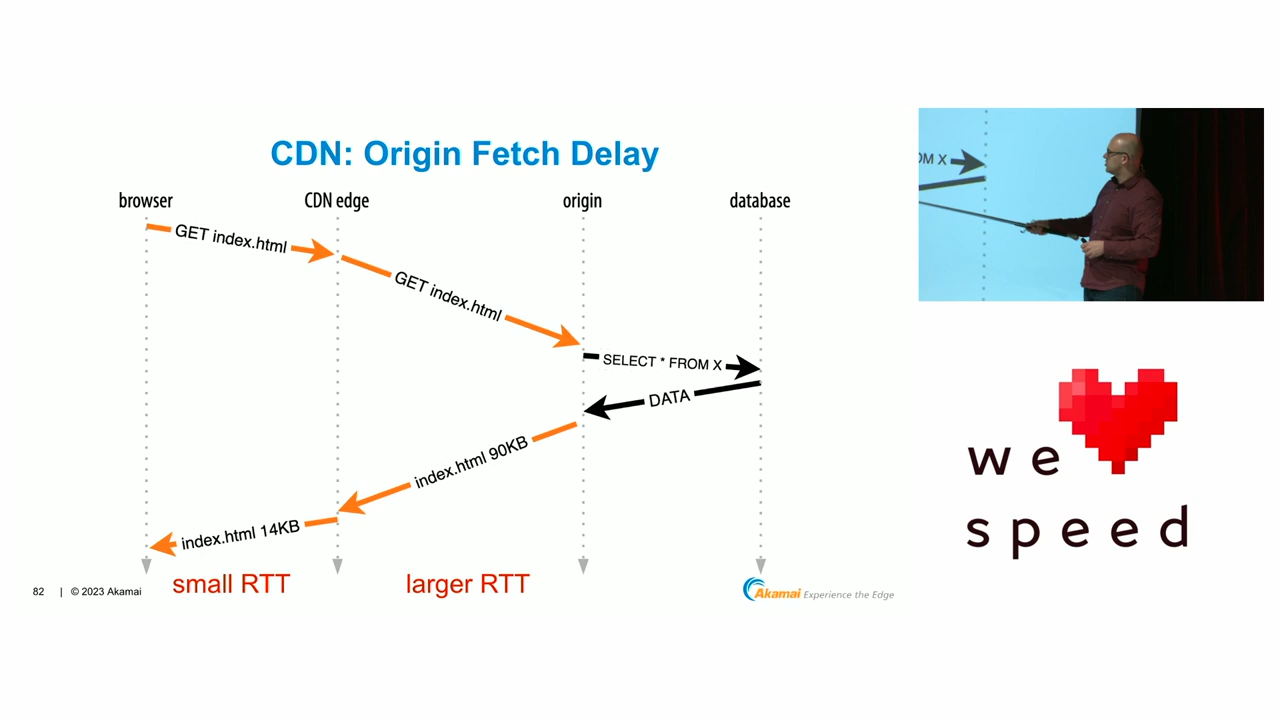 CDN: Origin Fetch Delay
browser
CDN edge
origin
database
GET index.html
GET index.html
SELECT * FROM X
DATA
index.html 90KB
index.html 14KB
small RTT
larger RTT
82 | © 2023 Akamai
Akamai Experience the Edge
OM X
we
speed